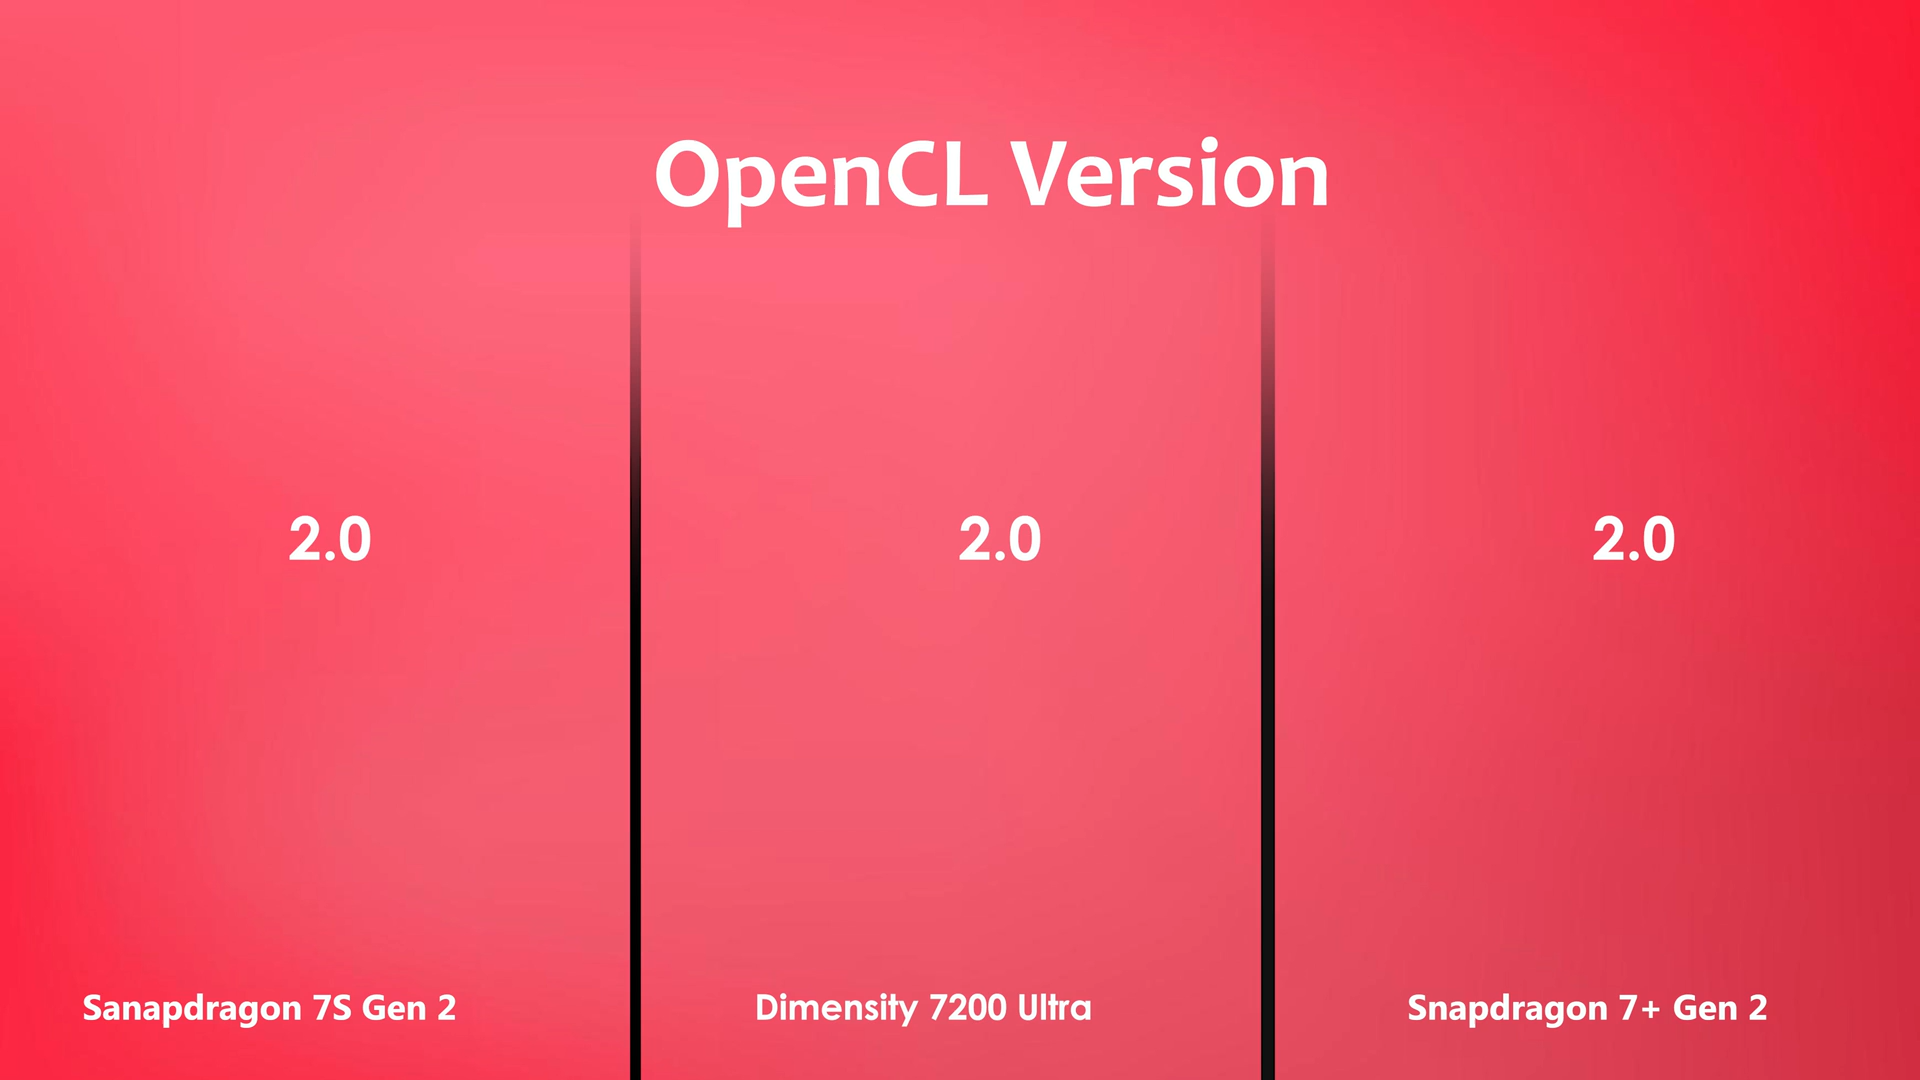 OpenCL Version
2.0
2.0
2.0
Sanapdragon 7S Gen 2
Dimensity 7200 Ultra
Snapdragon 7+ Gen 2